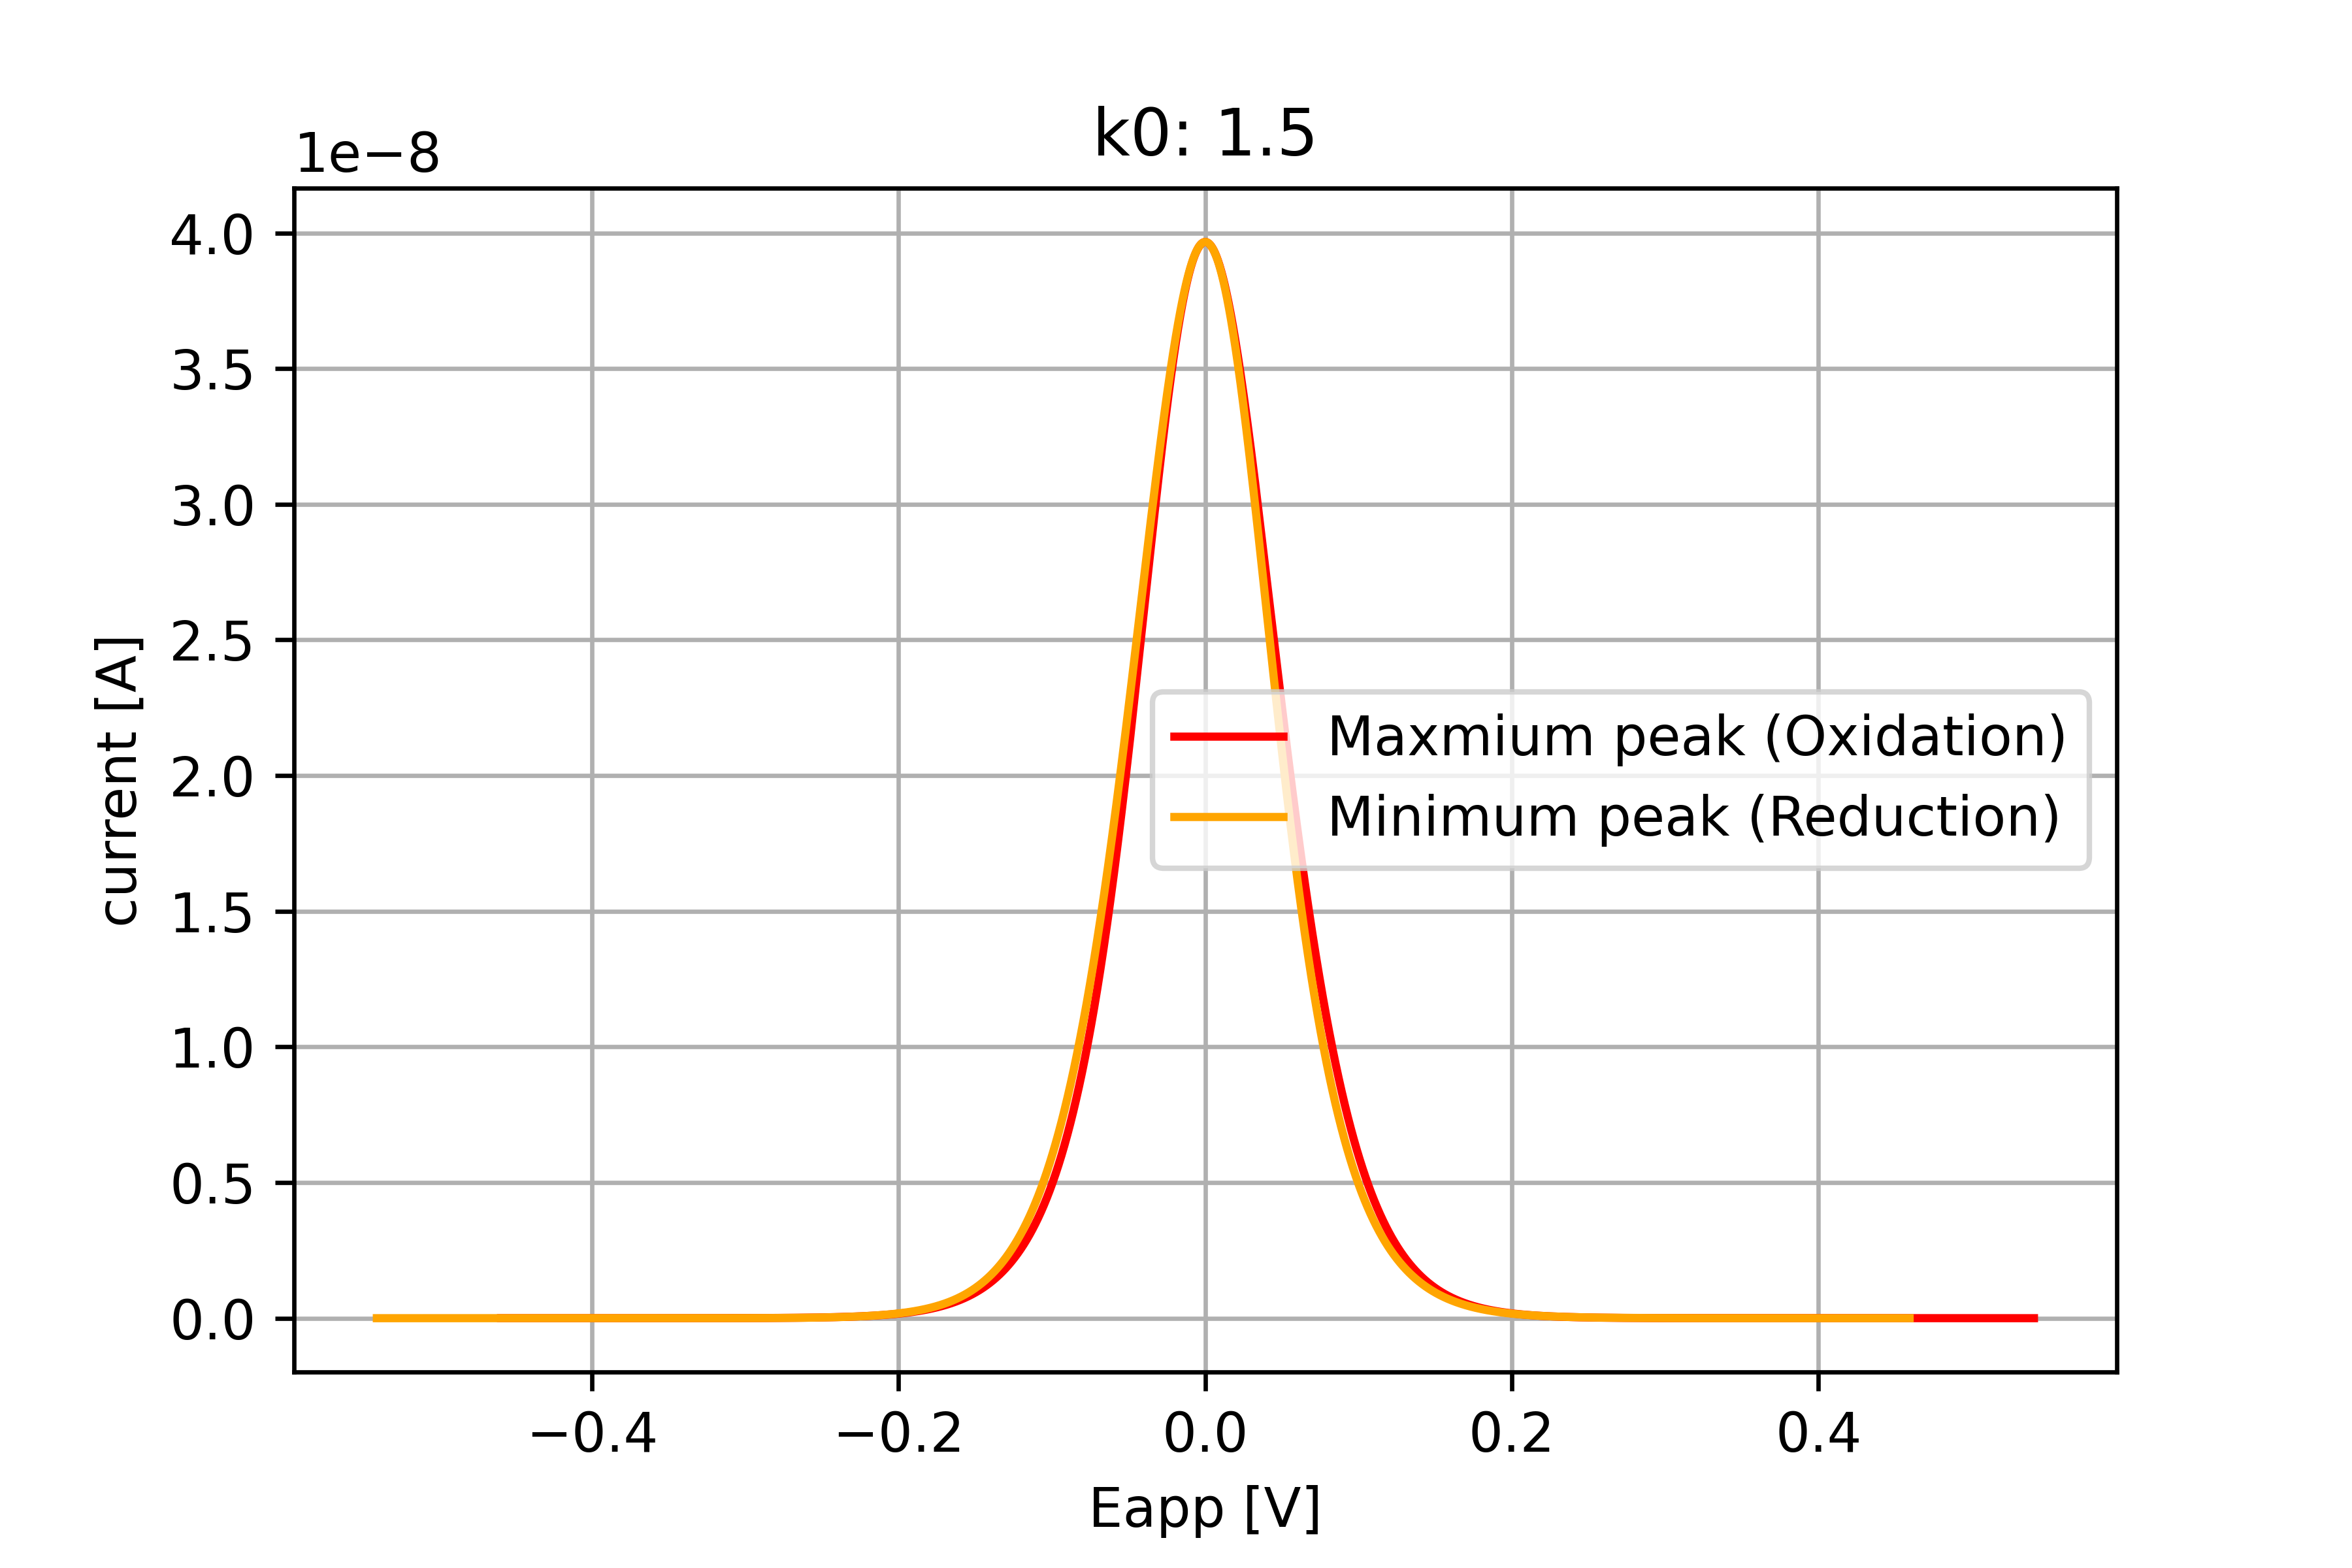 k0: 1.5
1e−8
4.0
3.5
3.0
2.5
2.0
1.5
1.0
0.5
0.0
current [A]
Maxmium peak (Oxidation)
Minimum peak (Reduction)
−0.4 −0.2 0.0 0.2 0.4
Eapp [V]